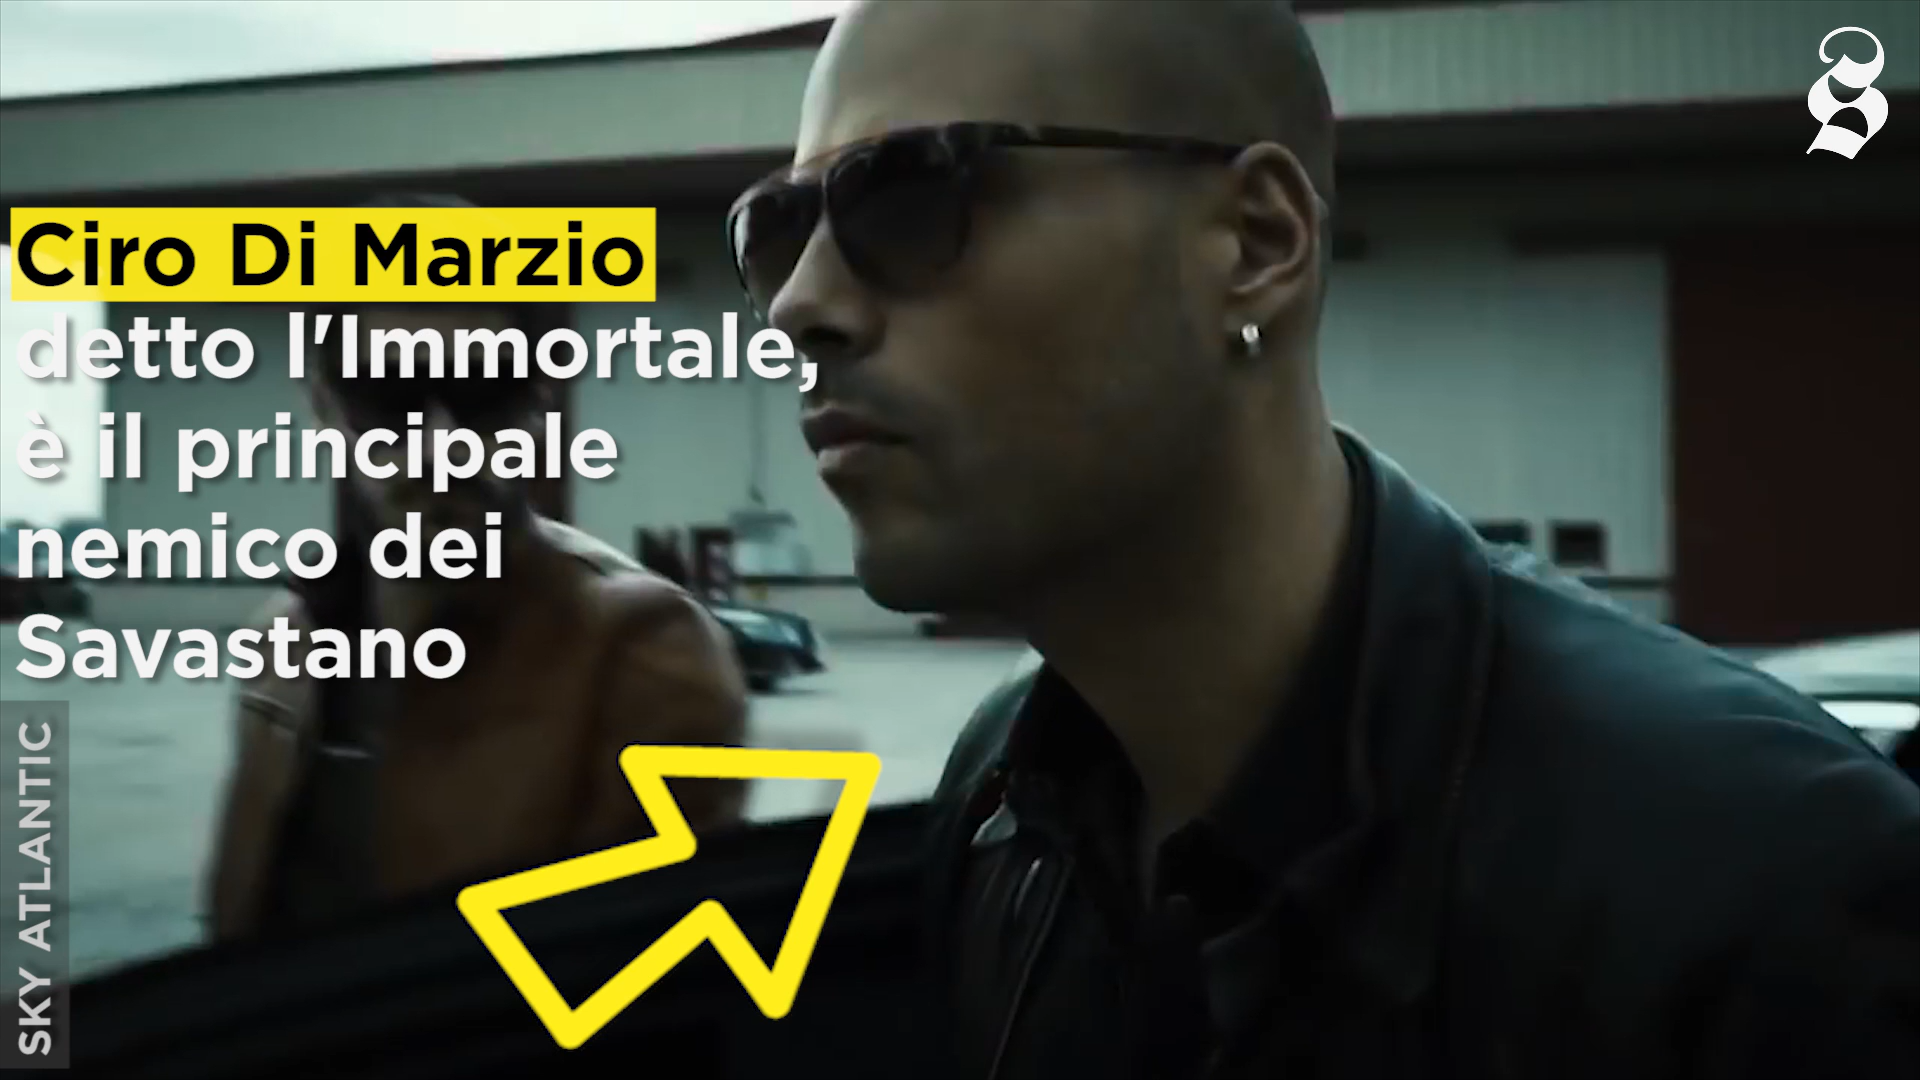 Ciro Di Marzio
detto l'Immortale,
è il principale
nemico dei
Savastano
SKY ATLANTIC